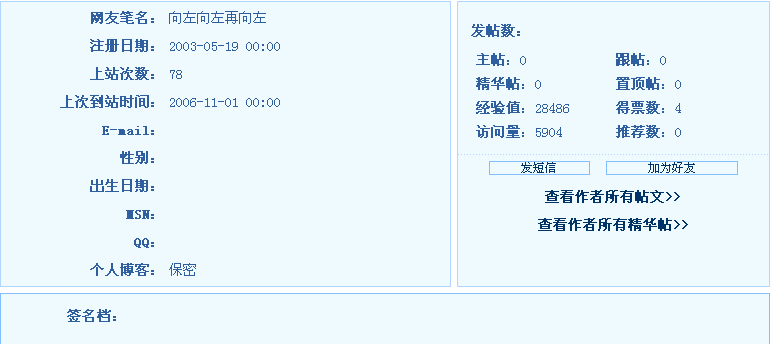 网友笔名： 向左向左再向左
注册日期： 2003-05-19 00:00
上站次数： 78
上次到站时间： 2006-11-01 00:00
E-mail：
性别：
出生日期：
MSN：
QQ：
个人博客： 保密
发帖数：
主帖：0 跟帖：0
精华帖：0 置顶帖：0
经验值：28486 得票数：4
访问量：5904 推荐数：0
发短信 加为好友
查看作者所有帖文>>
查看作者所有精华帖>>
签名档：